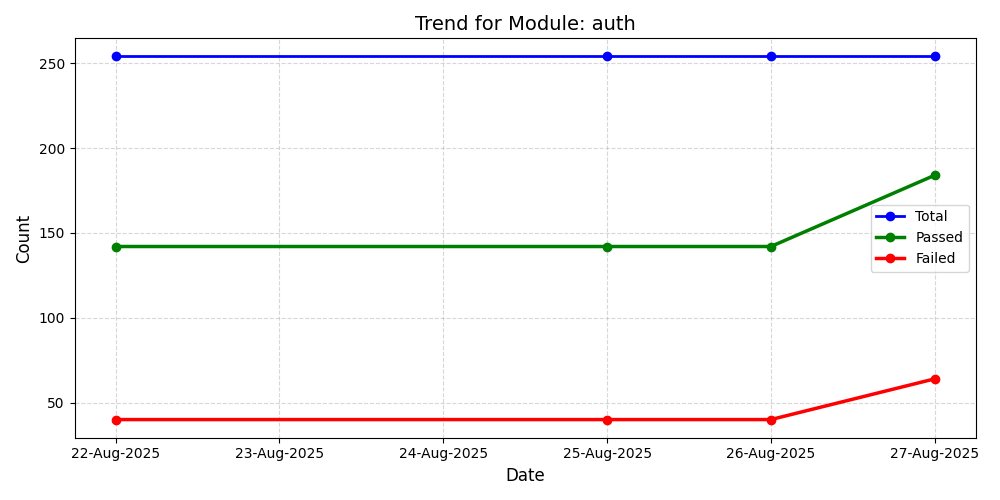 Trend for Module: auth
Count
250
200
150
100
50
Total
Passed
Failed
22-Aug-2025
23-Aug-2025
24-Aug-2025
25-Aug-2025
26-Aug-2025
27-Aug-2025
Date